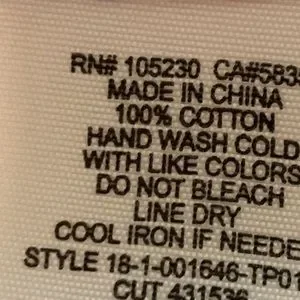 RN# 105230 CA#583
MADE IN CHINA
100% COTTON
HAND WASH COLD
WITH LIKE COLORS
DO NOT BLEACH
LINE DRY
COOL IRON IF NEEDE
STYLE 18-1-001646-TP01
CUT 431536